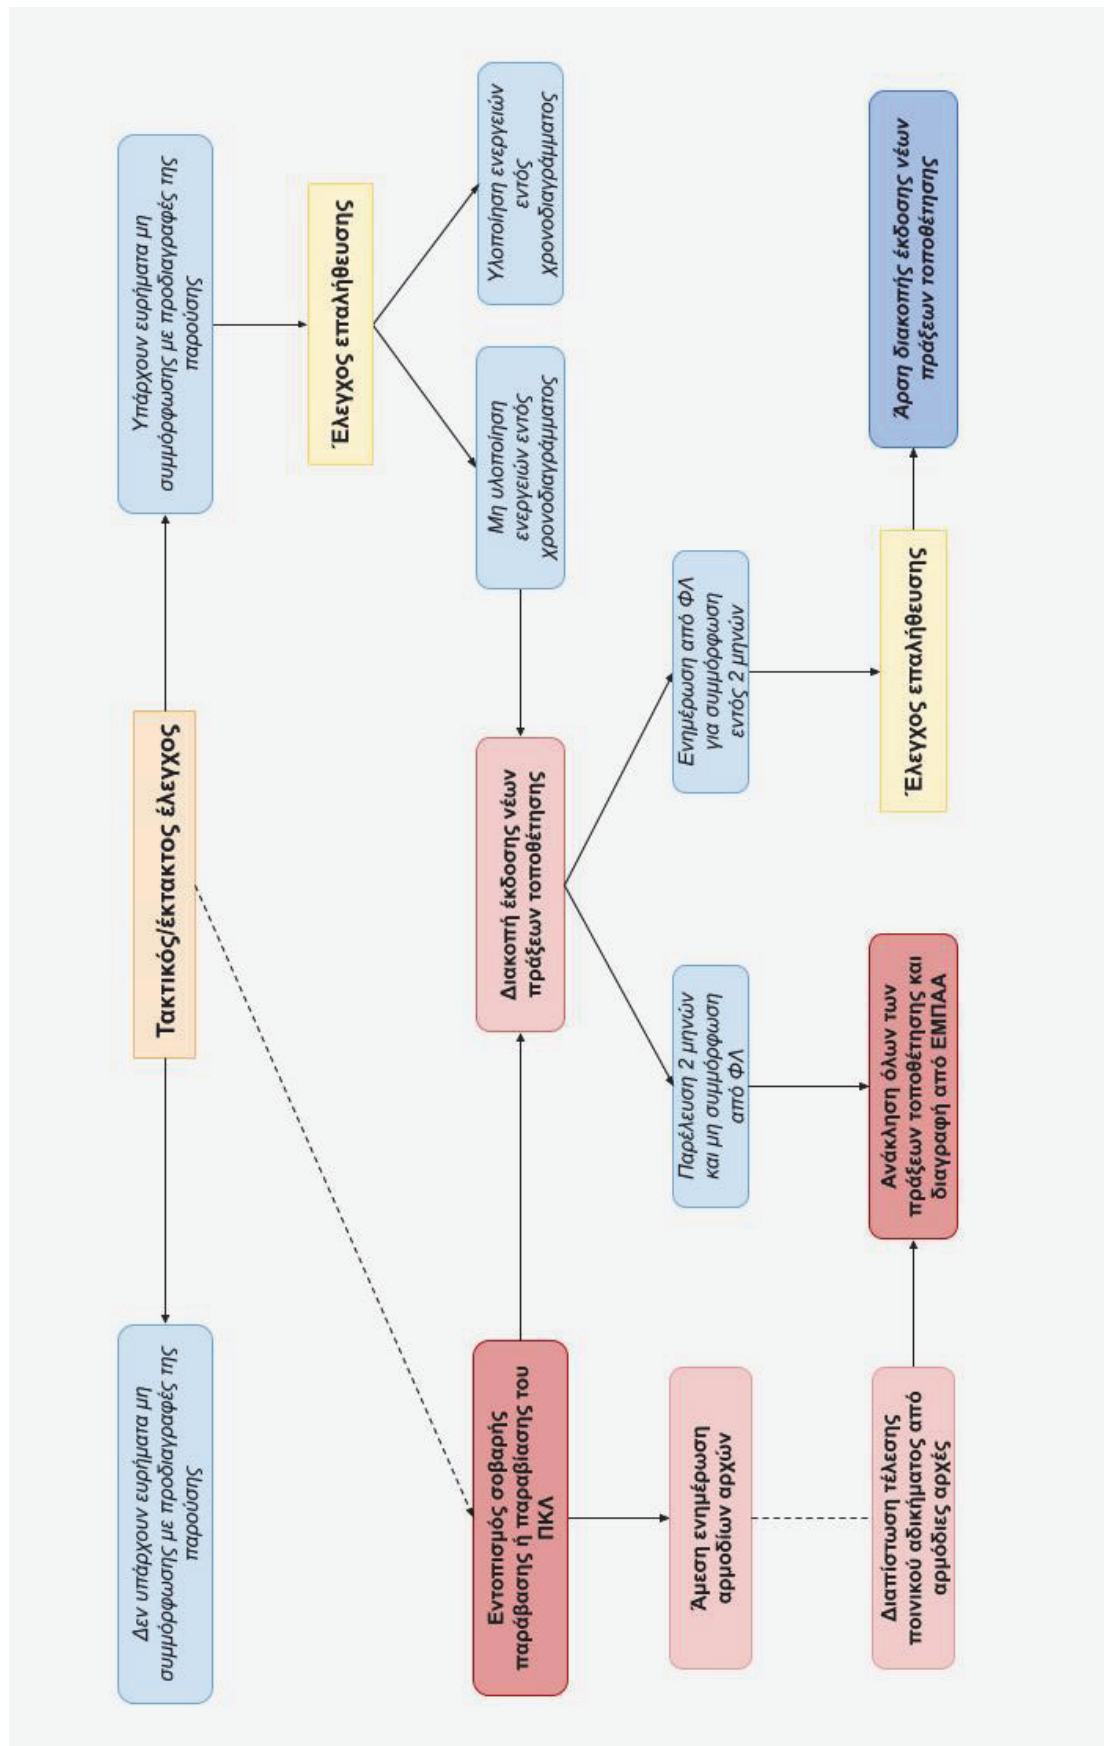 Δεν υπάρχουν ευρήματα μη
συμμόρφωσης με προδιαγραφές της
παρούσης
Τακτικός/έκτακτος έλεγχος
Υπάρχουν ευρήματα μη
συμμόρφωσης με προδιαγραφές της
παρούσης
Έλεγχος επαλήθευσης
Εντοπισμός σοβαρής
παράβασης ή παραβίασης του
ΠΚΛ
Διακοπή έκδοσης νέων
πράξεων τοποθέτησης
Μη υλοποίηση
ενεργειών εντός
χρονοδιαγράμματος
Υλοποίηση ενεργειών
εντός
χρονοδιαγράμματος
Άμεση ενημέρωση
αρμοδίων αρχών
Παρέλευση 2 μηνών
και μη συμμόρφωση
από ΦΛ
Ενημέρωση από ΦΛ
για συμμόρφωση
εντός 2 μηνών
Διαπίστωση τέλεσης
ποινικού αδικήματος από
αρμόδιες αρχές
Ανάκληση όλων των
πράξεων τοποθέτησης και
διαγραφή από ΕΜΠΑΑ
Έλεγχος επαλήθευσης
Άρση διακοπής έκδοσης νέων
πράξεων τοποθέτησης